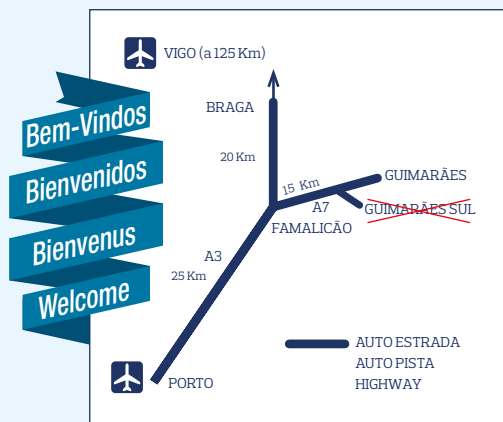 VIGO (a 125 Km)
BRAGA
Bem-Vindos
Bienvenidos
Bienvenus
Welcome
20 Km
15 Km
GUIMARÃES
A7
GUIMARÃES SUL
FAMALICÃO
A3
25 Km
PORTO
AUTO ESTRADA
AUTO PISTA
HIGHWAY